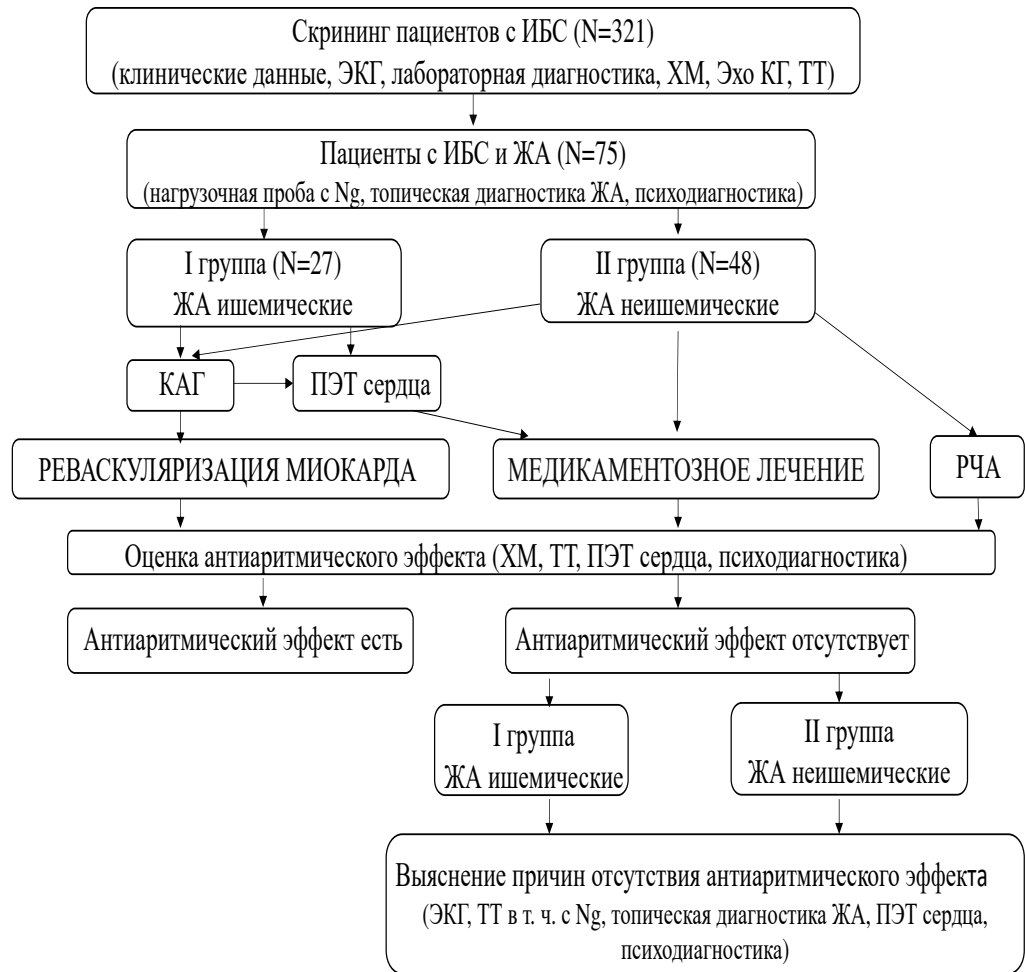 Скрининг пациентов с ИБС (N=321)
(клинические данные, ЭКГ, лабораторная диагностика, ХМ, Эхо КГ, ТТ)
Пациенты с ИБС и ЖА (N=75)
(нагрузочная проба с Ng, топическая диагностика ЖА, психодиагностика)
I группа (N=27)
ЖА ишемические
II группа (N=48)
ЖА неишемические
КАГ
ПЭТ сердца
РЕВАСКУЛЯРИЗАЦИЯ МИОКАРДА
МЕДИКАМЕНТОЗНОЕ ЛЕЧЕНИЕ
РЧА
Оценка антиаритмического эффекта (ХМ, ТТ, ПЭТ сердца, психодиагностика)
Антиаритмический эффект есть
Антиаритмический эффект отсутствует
I группа
ЖА ишемические
II группа
ЖА неишемические
Выяснение причин отсутствия антиаритмического эффекта
(ЭКГ, ТТ в т. ч. с Ng, топическая диагностика ЖА, ПЭТ сердца,
психодиагностика)